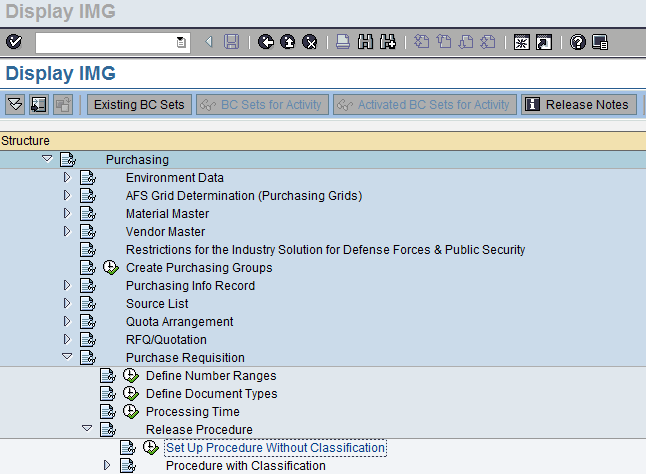 Display IMG
Display IMG
Existing BC Sets BC Sets for Activity Activated BC Sets for Activity Release Notes
Structure
Purchasing
Environment Data
AFS Grid Determination (Purchasing Grids)
Material Master
Vendor Master
Restrictions for the Industry Solution for Defense Forces & Public Security
Create Purchasing Groups
Purchasing Info Record
Source List
Quota Arrangement
RFQ/Quotation
Purchase Requisition
Define Number Ranges
Define Document Types
Processing Time
Release Procedure
Set Up Procedure Without Classification
Procedure with Classification